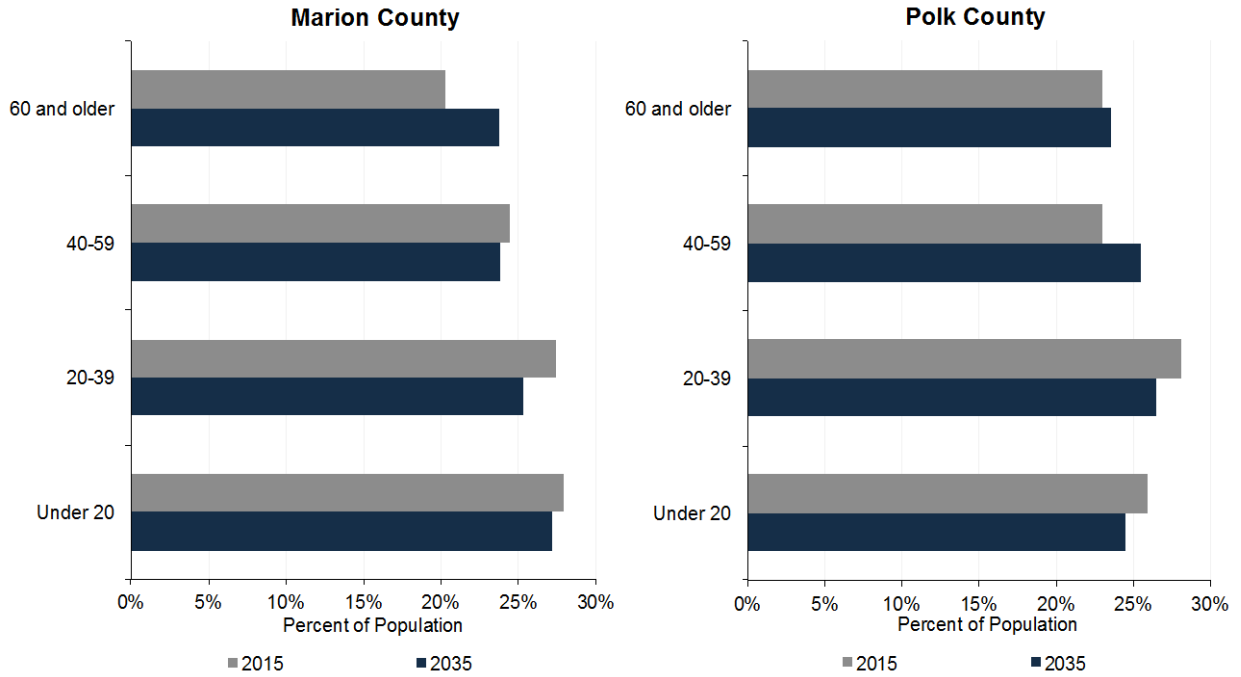 Marion County
60 and older
40-59
20-39
Under 20
0% 5% 10% 15% 20% 25% 30%
Percent of Population
2015 2035
Polk County
60 and older
40-59
20-39
Under 20
0% 5% 10% 15% 20% 25% 30%
Percent of Population
2015 2035